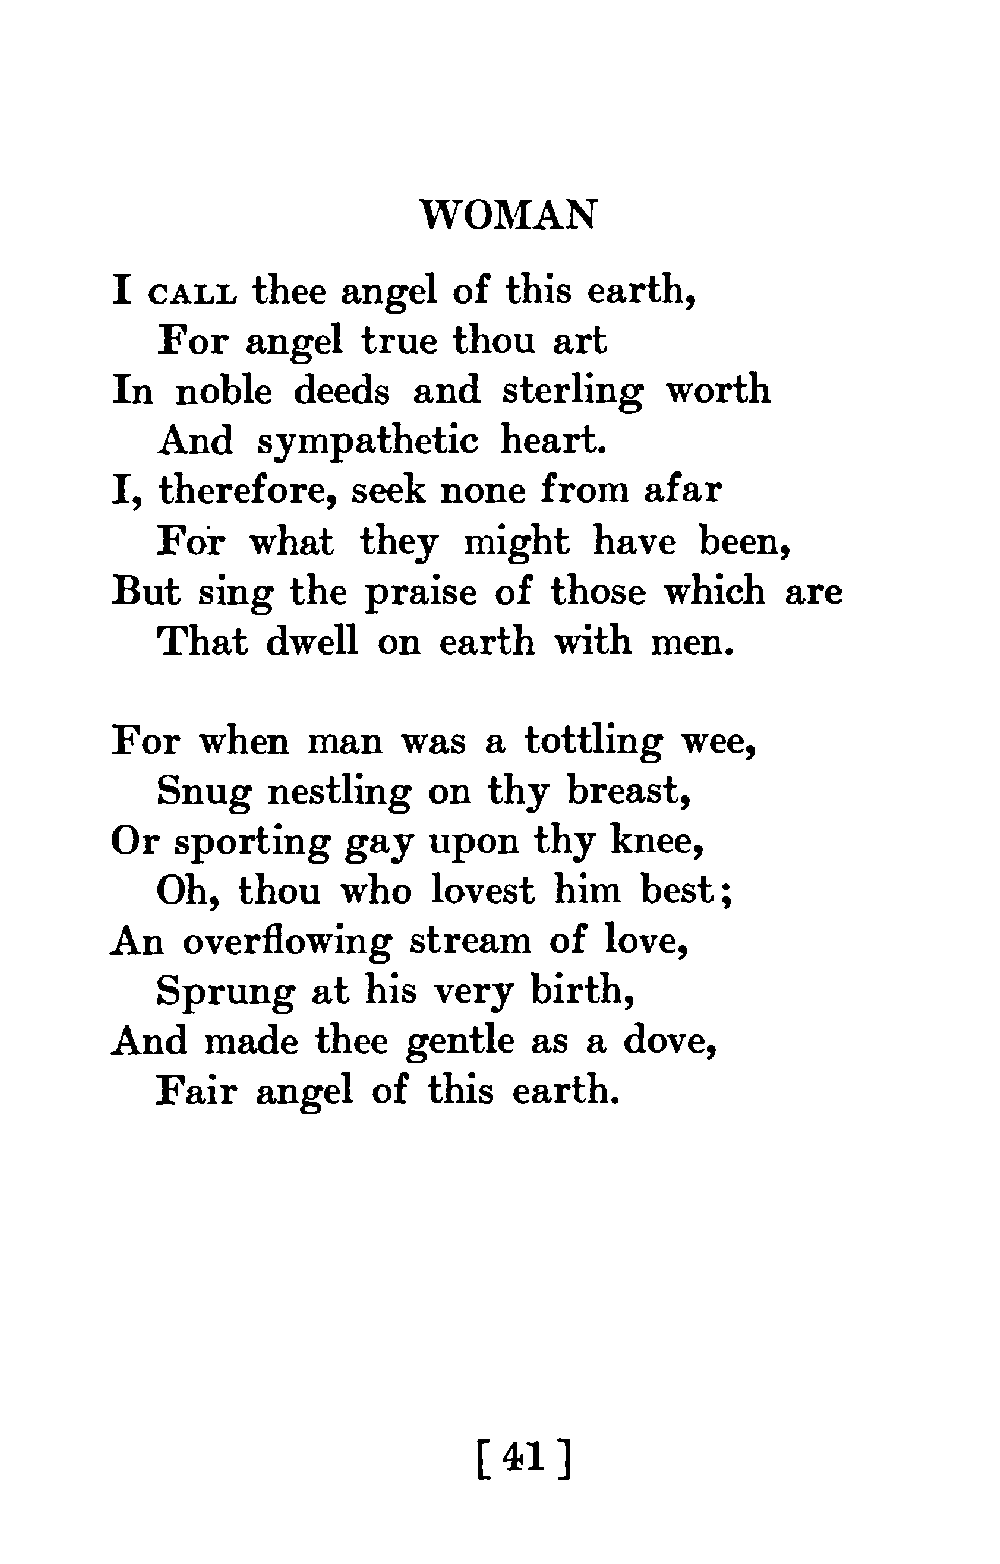 WOMAN
I CALL thee angel of this earth,
For angel true thou art
In noble deeds and sterling worth
And sympathetic heart.
I, therefore, seek none from afar
For what they might have been,
But sing the praise of those which are
That dwell on earth with men.
For when man was a tottling wee,
Snug nestling on thy breast,
Or sporting gay upon thy knee,
Oh, thou who lovest him best;
An overflowing stream of love,
Sprung at his very birth,
And made thee gentle as a dove,
Fair angel of this earth.
[ 41 ]